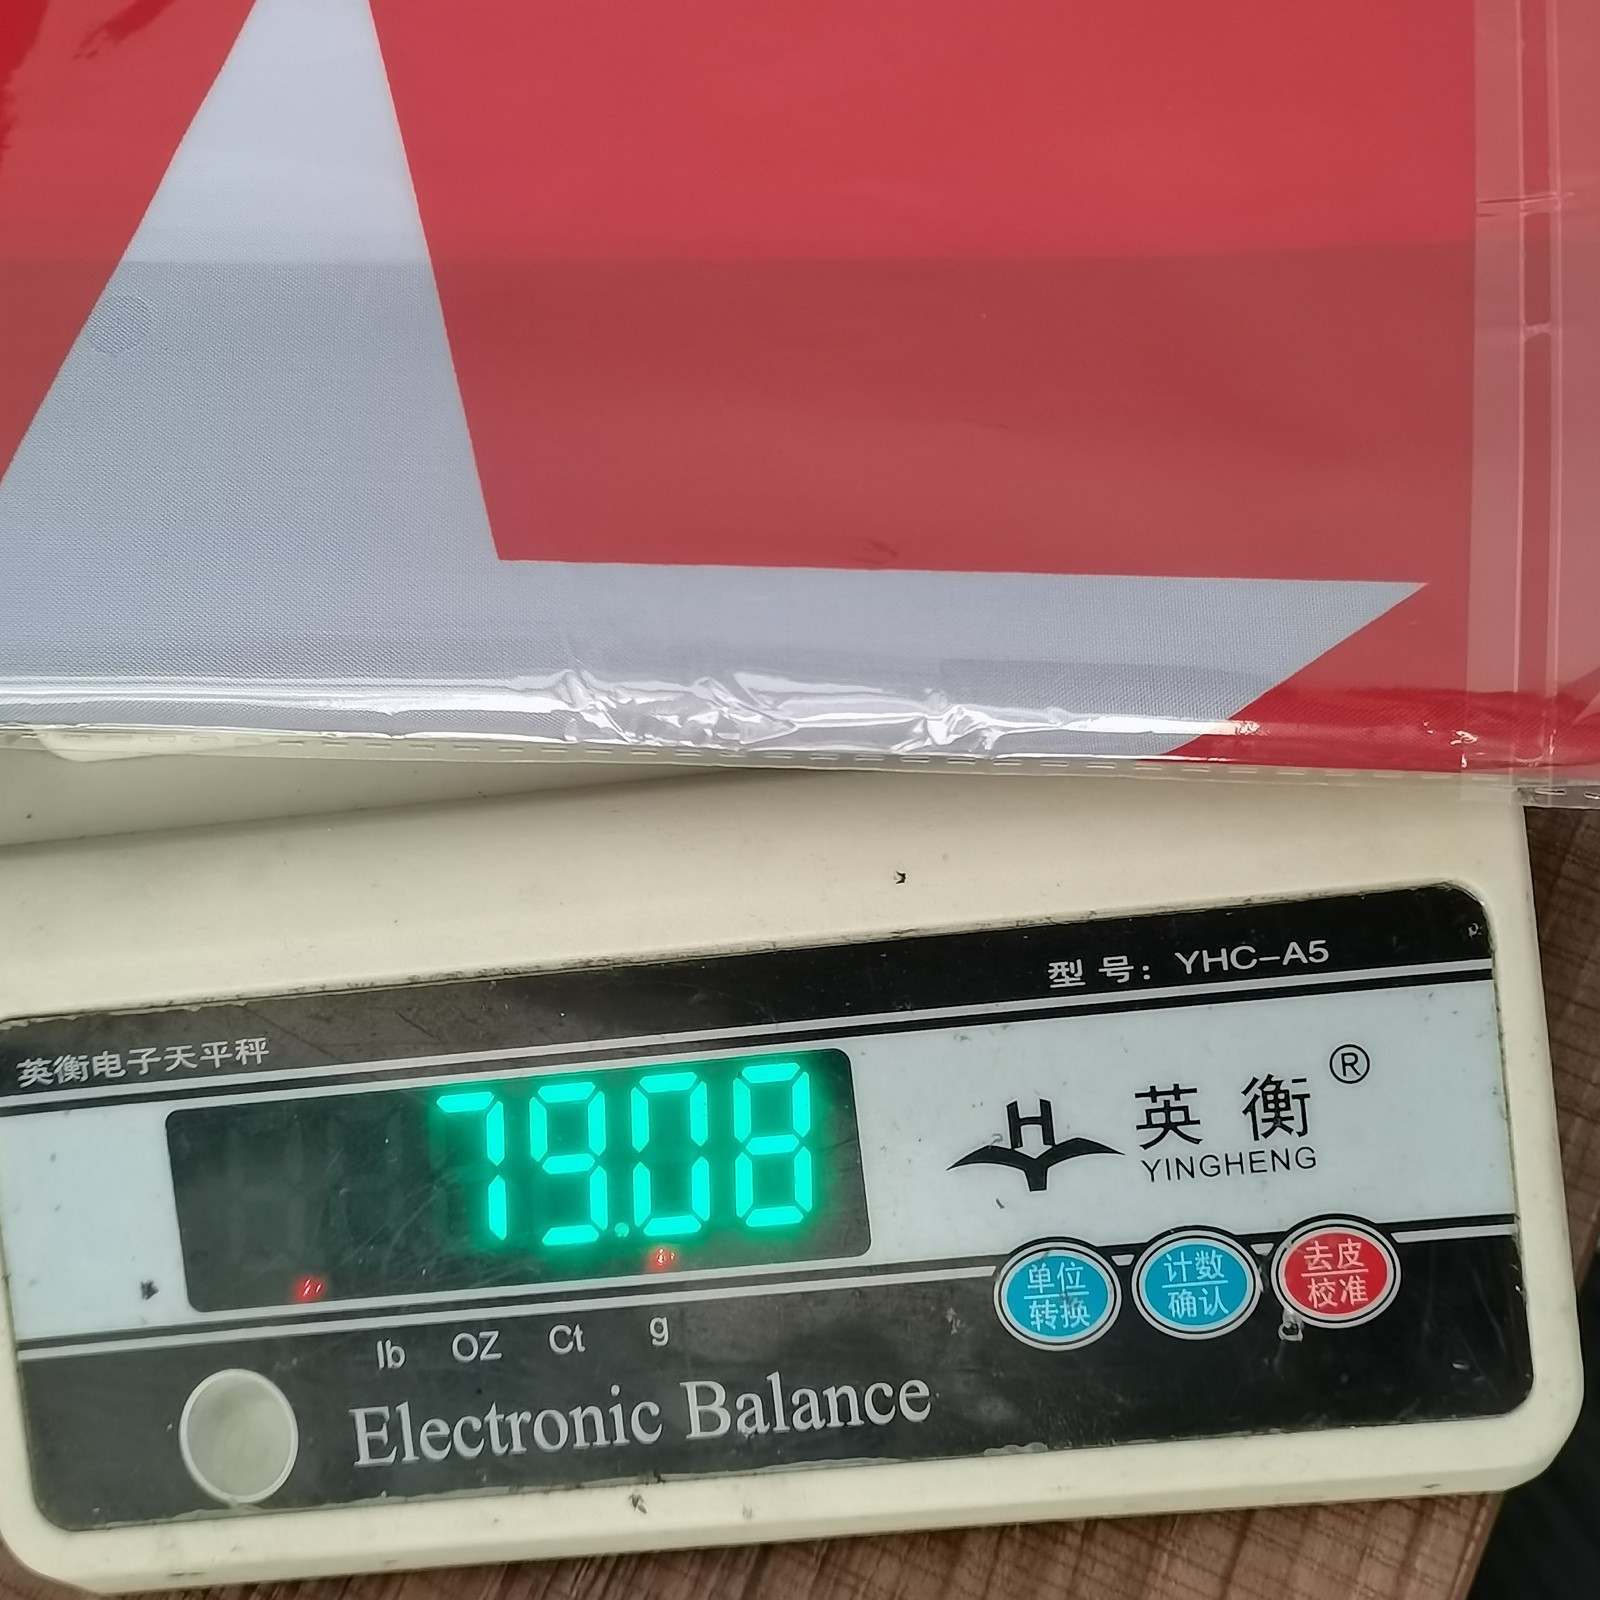 型号：YHC-A5
英衡电子天平秤
79.08
H
英衡®
YINGHENG
单位
转换
计数
确认
去皮
校准
lb OZ Ct g
Electronic Balance